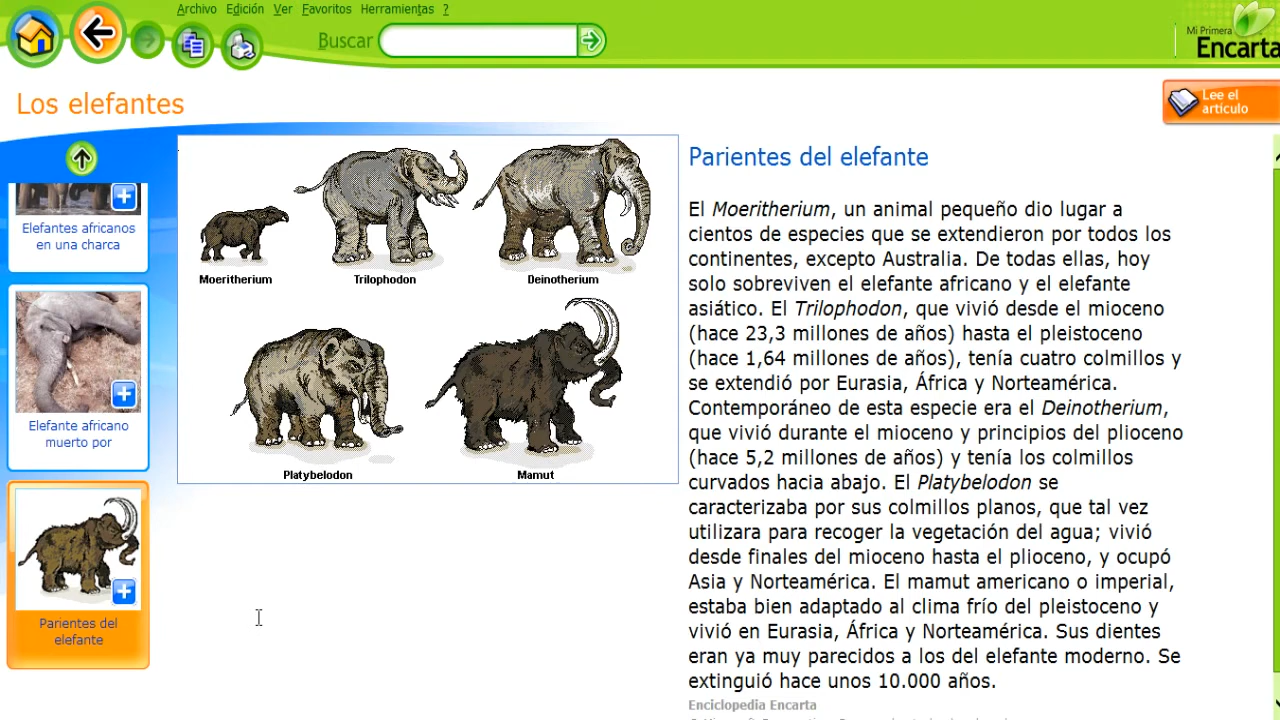 Archivo Edición Ver Favoritos Herramientas ?
Buscar
Mi Primera
Encarta
Los elefantes
Lee el
artículo
Elefantes africanos
en una charca
Elefante africano
muerto por
Parientes del
elefante
Moeritherium
Trilophodon
Deinotherium
Platybelodon
Mamut
Parientes del elefante
El Moeritherium, un animal pequeño dio lugar a
cientos de especies que se extendieron por todos los
continentes, excepto Australia. De todas ellas, hoy
solo sobreviven el elefante africano y el elefante
asiático. El Trilophodon, que vivió desde el mioceno
(hace 23,3 millones de años) hasta el pleistoceno
(hace 1,64 millones de años), tenía cuatro colmillos y
se extendió por Eurasia, África y Norteamérica.
Contemporáneo de esta especie era el Deinotherium,
que vivió durante el mioceno y principios del plioceno
(hace 5,2 millones de años) y tenía los colmillos
curvados hacia abajo. El Platybelodon se
caracterizaba por sus colmillos planos, que tal vez
utilizara para recoger la vegetación del agua; vivió
desde finales del mioceno hasta el plioceno, y ocupó
Asia y Norteamérica. El mamut americano o imperial,
estaba bien adaptado al clima frío del pleistoceno y
vivió en Eurasia, África y Norteamérica. Sus dientes
eran ya muy parecidos a los del elefante moderno. Se
extinguió hace unos 10.000 años.
Enciclopedia Encarta